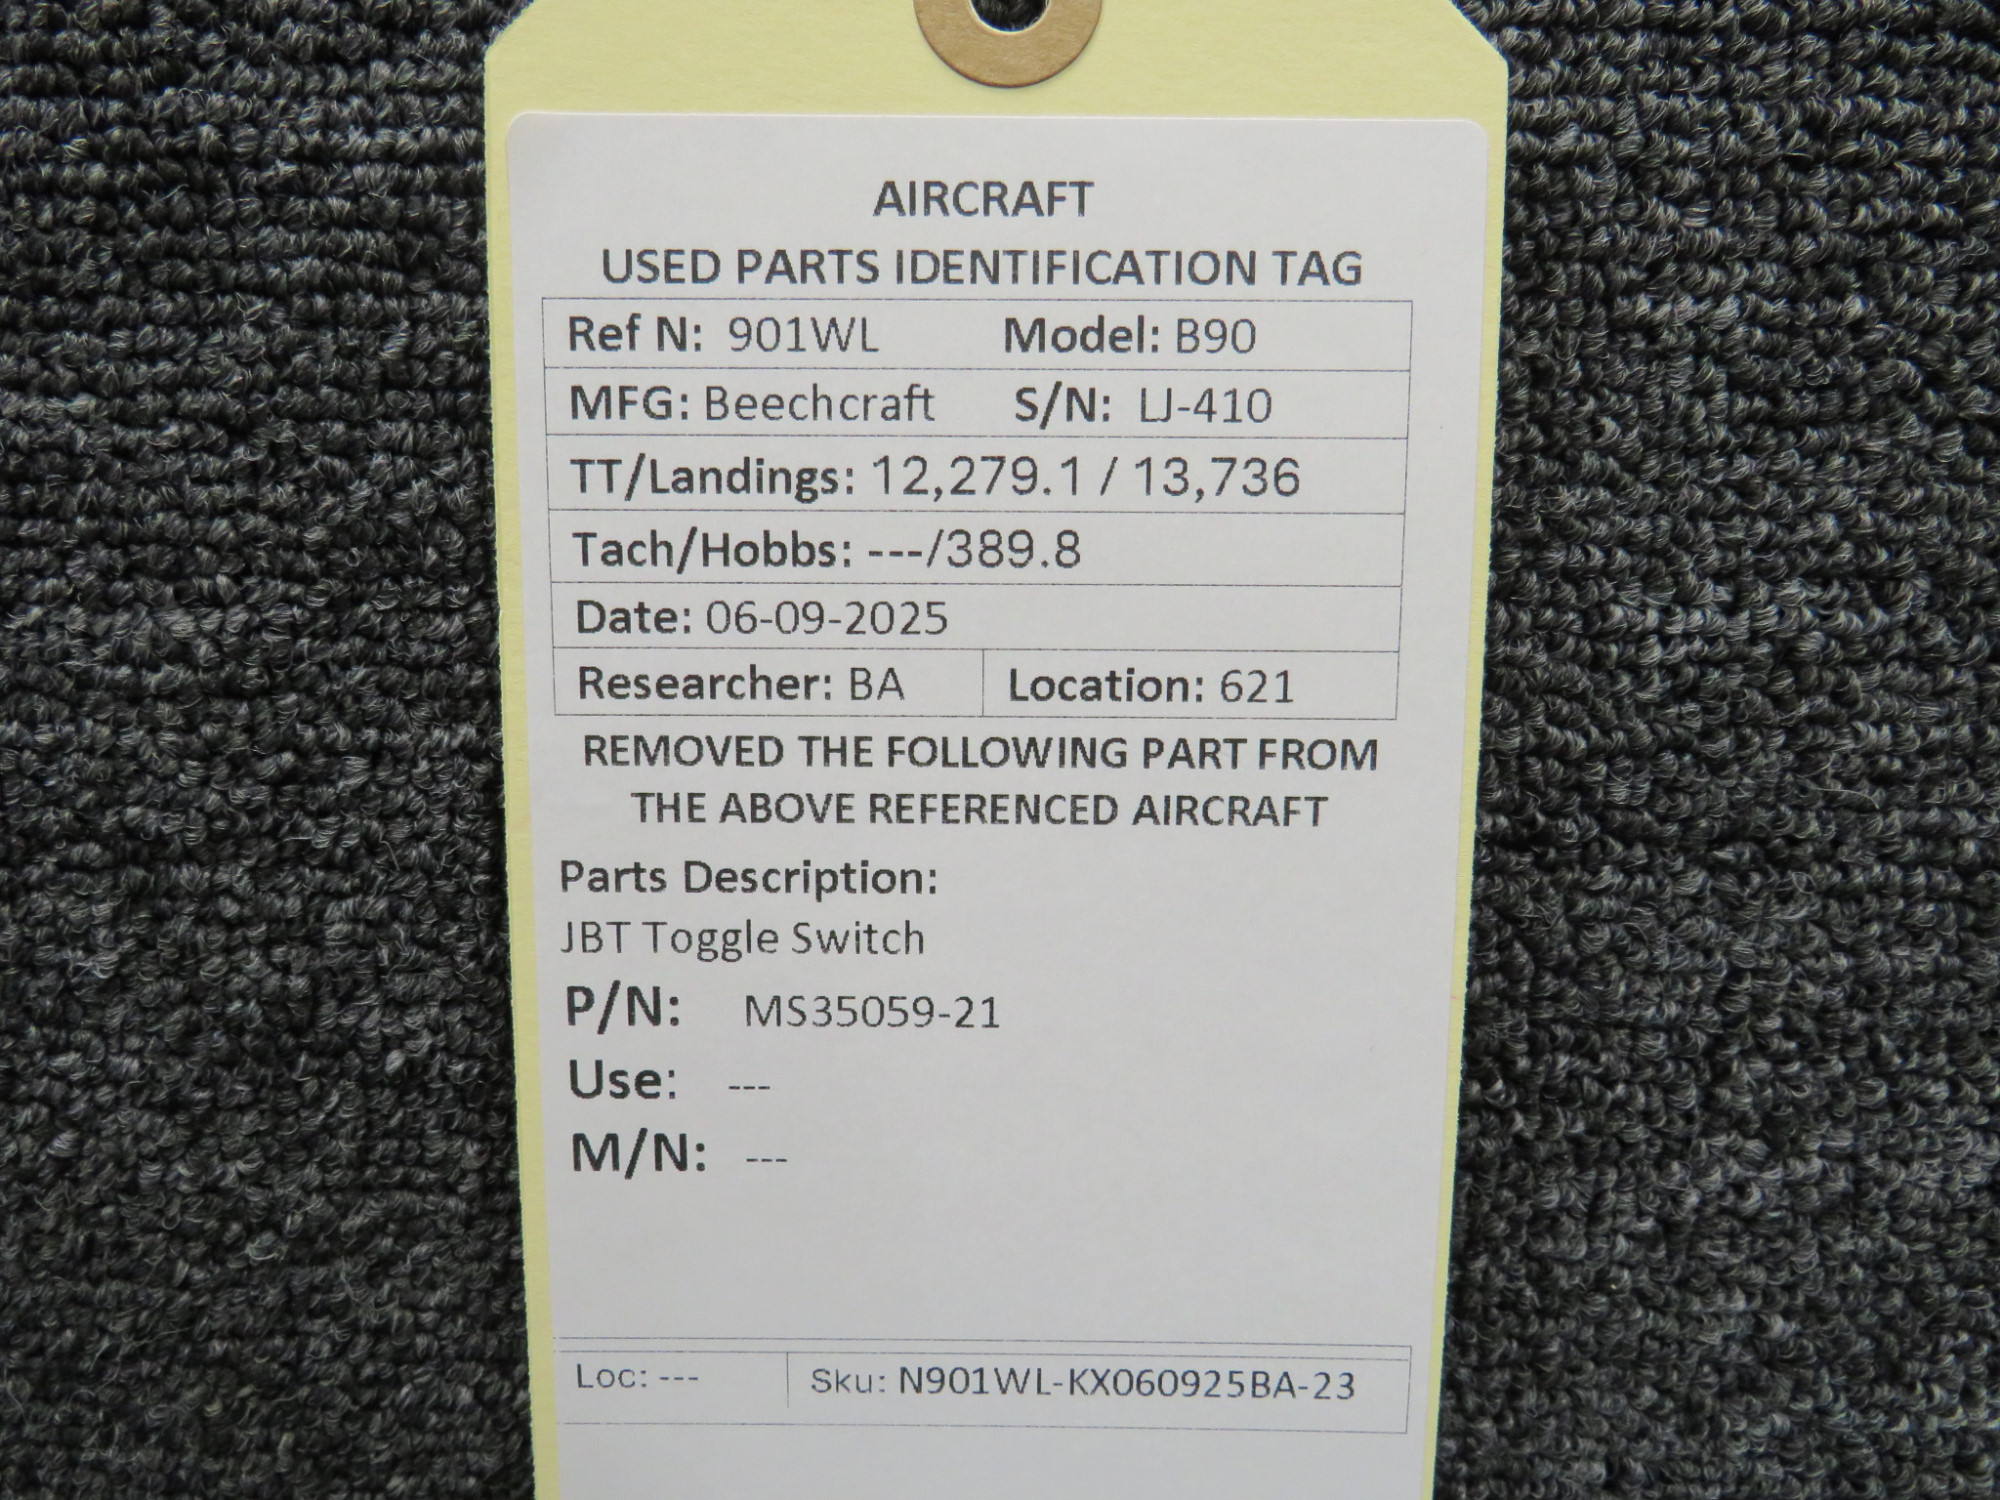 AIRCRAFT
USED PARTS IDENTIFICATION TAG
Ref N: 901WL Model: B90
MFG: Beechcraft S/N: LJ-410
TT/Landings: 12,279.1 / 13,736
Tach/Hobbs: ---/389.8
Date: 06-09-2025
Researcher: BA Location: 621
REMOVED THE FOLLOWING PART FROM
THE ABOVE REFERENCED AIRCRAFT
Parts Description:
JBT Toggle Switch
P/N: MS35059-21
Use: ---
M/N: ---
Loc: --- Sku: N901WL-KX060925BA-23